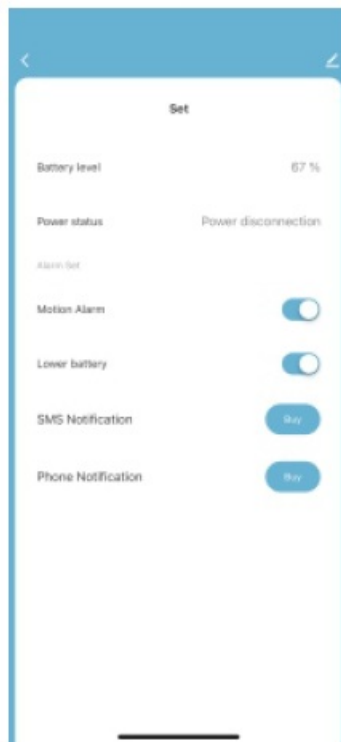 Set
Battery level 67 %
Power status Power disconnection
Alarm Set
Motion Alarm
Lower battery
SMS Notification Buy
Phone Notification Buy